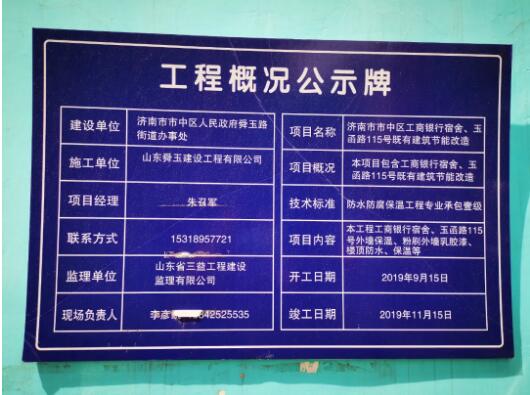 工程概况公示牌
建设单位
济南市市中区人民政府舜玉路
街道办事处
施工单位
山东舜玉建设工程有限公司
项目经理
朱召军
联系方式
15318957721
监理单位
山东省三益工程建设
监理有限公司
现场负责人
李彦 842525535
项目名称
济南市市中区工商银行宿舍、玉
函路115号既有建筑节能改造
项目概况
本项目包含工商银行宿舍、玉
函路115号既有建筑节能改造
技术标准
防水防腐保温工程专业承包壹级
项目内容
本工程工商银行宿舍、玉函路115
号外墙保温、粉刷外墙乳胶漆、
楼顶防水、保温等
开工日期
2019年9月15日
竣工日期
2019年11月15日